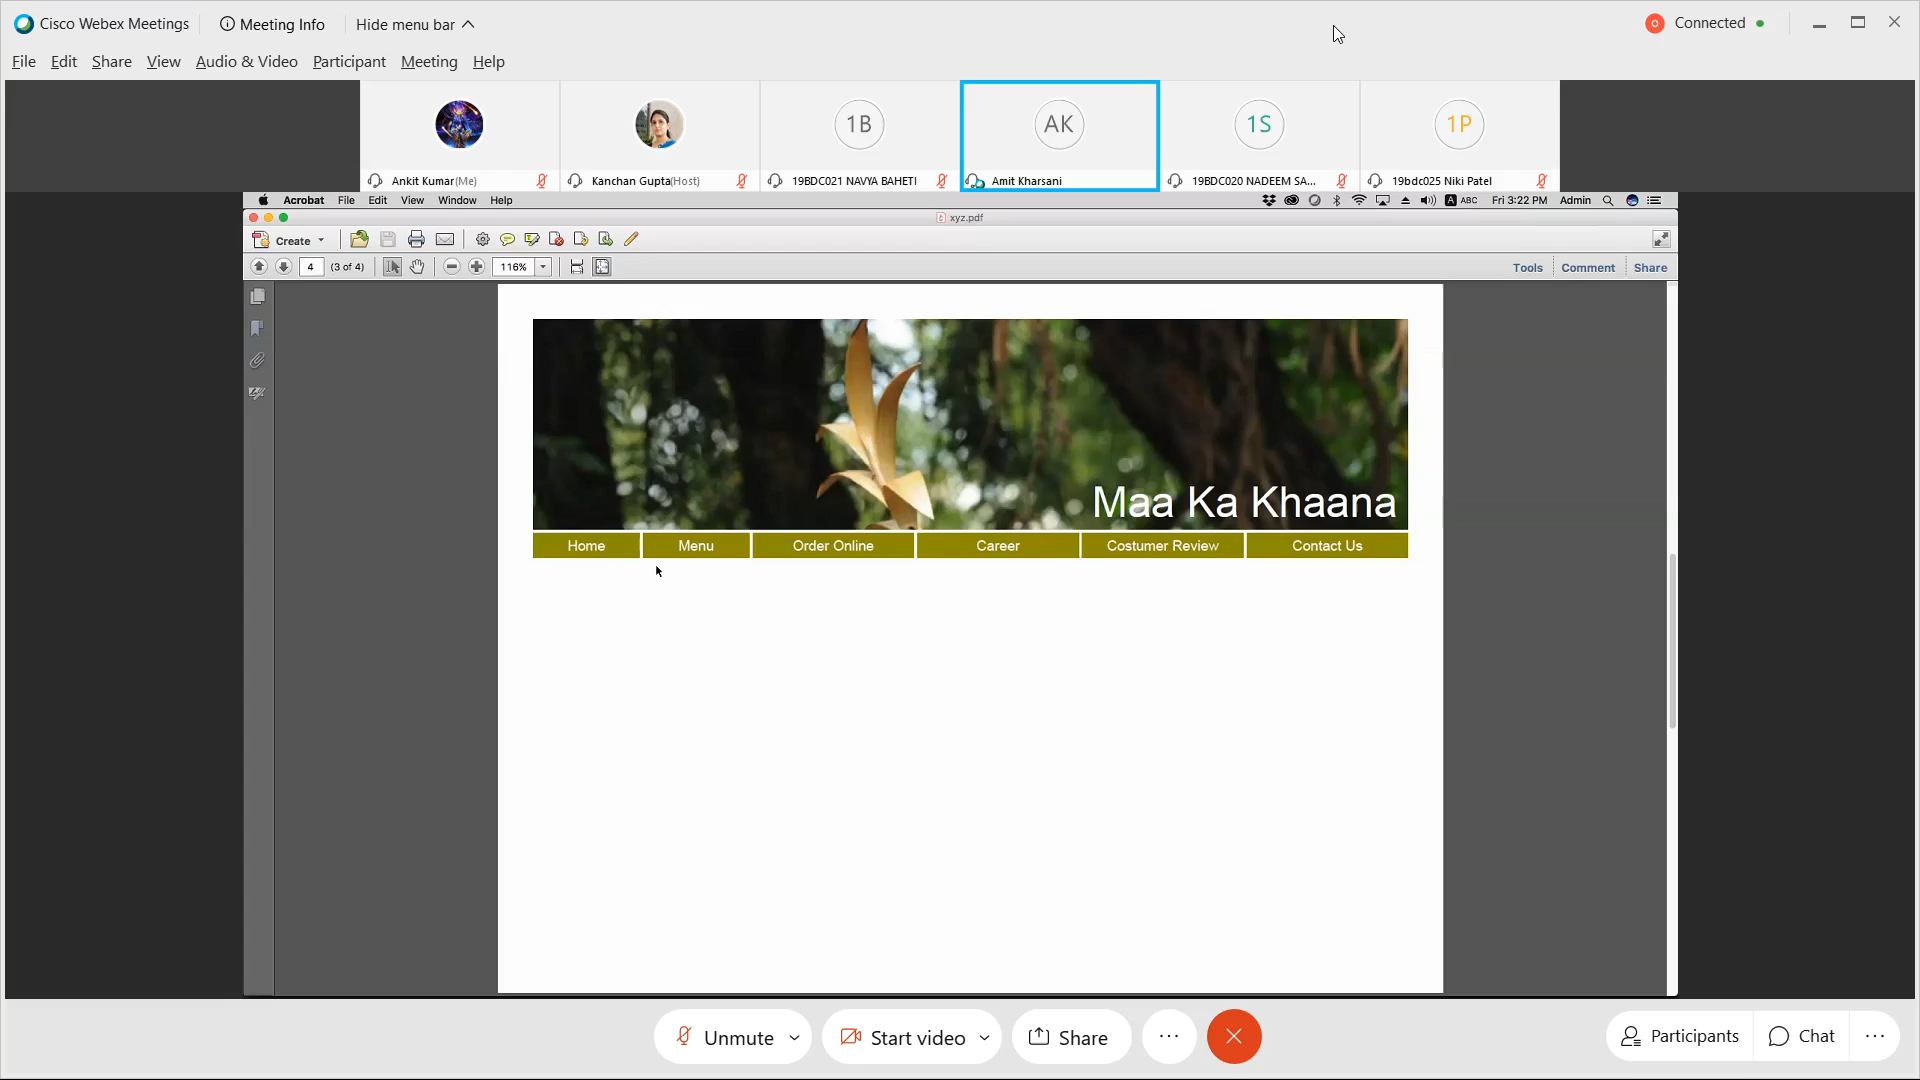 Cisco Webex Meetings
Meeting Info
Hide menu bar
Connected
File Edit Share View Audio & Video Participant Meeting Help
1B
AK
1S
1P
Ankit Kumar(Me)
Kanchan Gupta(Host)
19BDC021 NAVYA BAHETI
Amit Kharsani
19BDC020 NADEEM SA...
19bdc025 Niki Patel
Acrobat File Edit View Window Help
A ABC Fri 3:22 PM Admin
xyz.pdf
Create
4 (3 of 4)
116%
Tools Comment Share
Maa Ka Khaana
Home Menu Order Online Career Costumer Review Contact Us
Unmute
Start video
Share
...
Participants
Chat
...